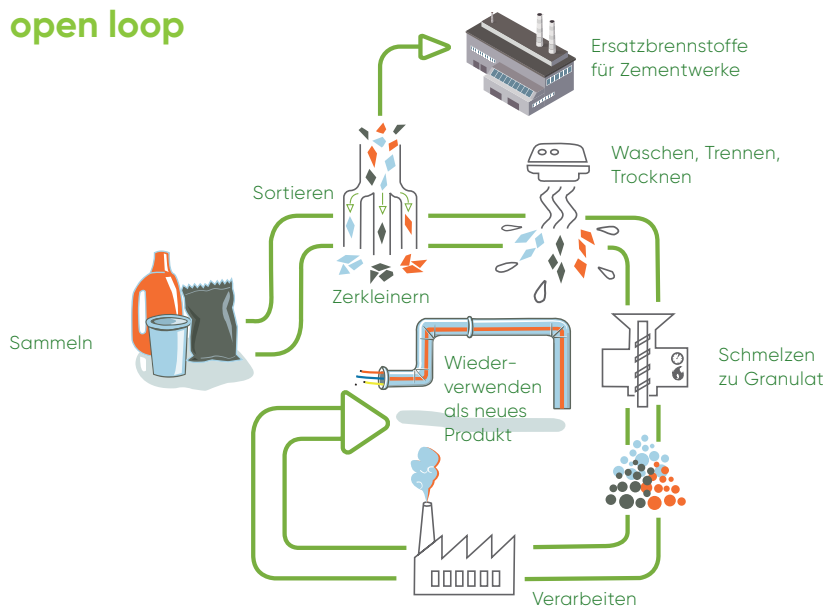 open loop
Ersatzbrennstoffe
für Zementwerke
Waschen, Trennen,
Trocknen
Sortieren
Zerkleinern
Sammeln
Wieder-
verwenden
als neues
Produkt
Schmelzen
zu Granulat
Verarbeiten